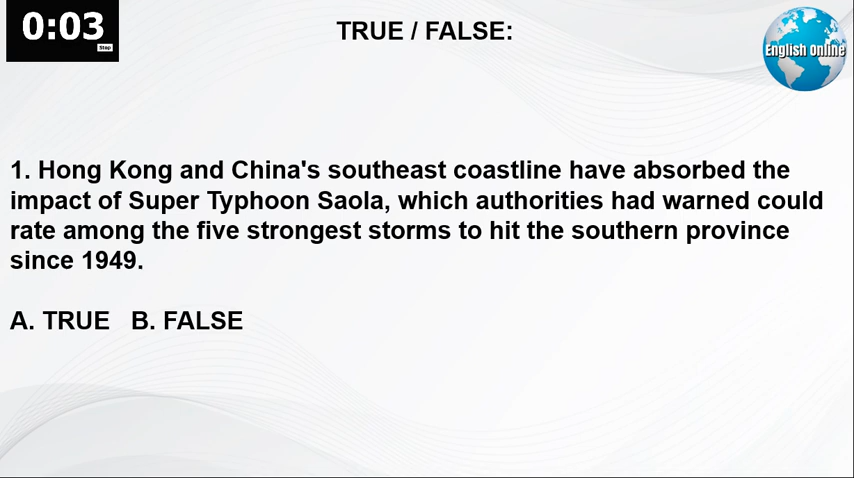 0:03
Stop
TRUE / FALSE:
English Online
1. Hong Kong and China's southeast coastline have absorbed the
impact of Super Typhoon Saola, which authorities had warned could
rate among the five strongest storms to hit the southern province
since 1949.
A. TRUE   B. FALSE